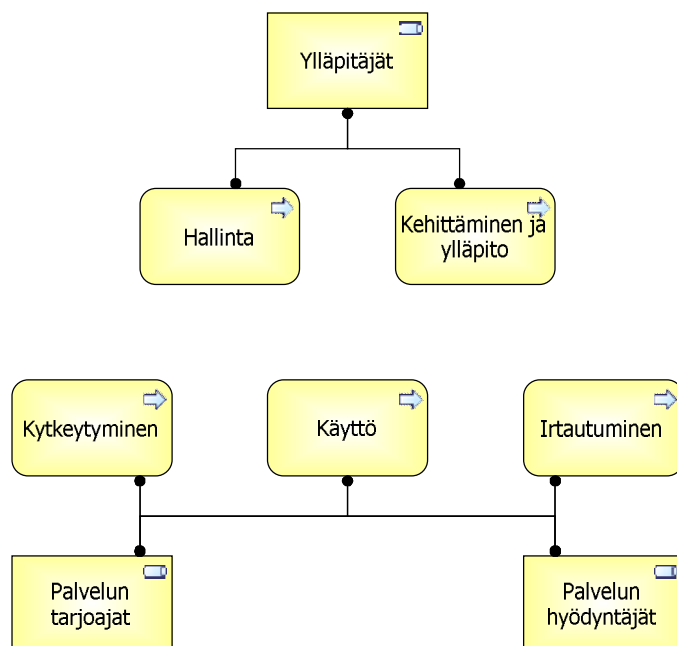 Ylläpitäjät
Hallinta
Kehittäminen ja
ylläpito
Kytkeytyminen
Käyttö
Irtautuminen
Palvelun
tarjoajat
Palvelun
hyödyntäjät